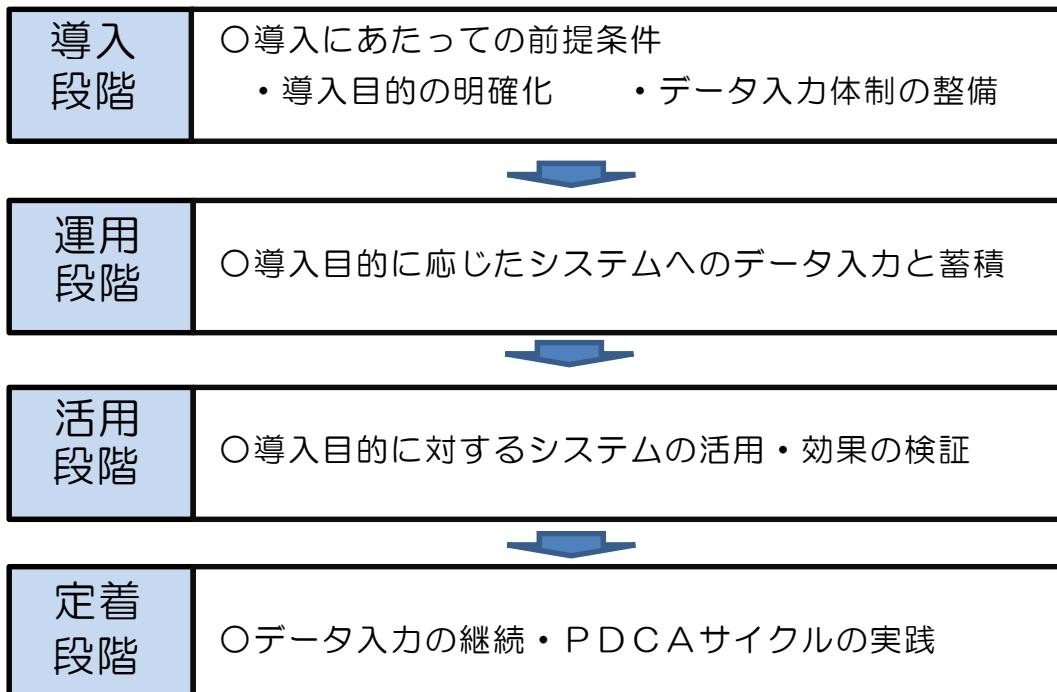 導入
段階
〇導入にあたっての前提条件
・導入目的の明確化　　・データ入力体制の整備
運用
段階
〇導入目的に応じたシステムへのデータ入力と蓄積
活用
段階
〇導入目的に対するシステムの活用・効果の検証
定着
段階
〇データ入力の継続・ＰＤＣＡサイクルの実践